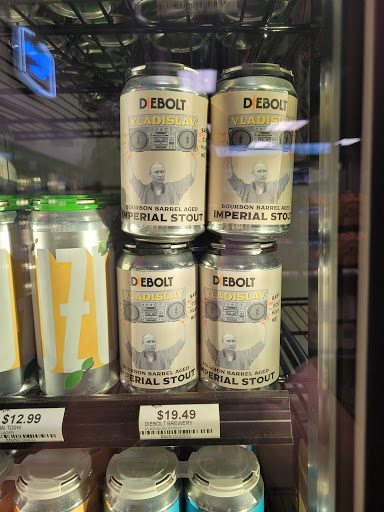 DIEBOLT
VLADISLAV
BOURBON BARREL AGED
IMPERIAL STOUT
DIEBOLT
VLADISLAV
BOURBON BARREL AGED
IMPERIAL STOUT
DIEBOLT
VLADISLAV
BOURBON BARREL AGED
IMPERIAL STOUT
DIEBOLT
VLADISLAV
BOURBON BARREL AGED
IMPERIAL STOUT
$12.99
$19.49
DIEBOLT BREWERY